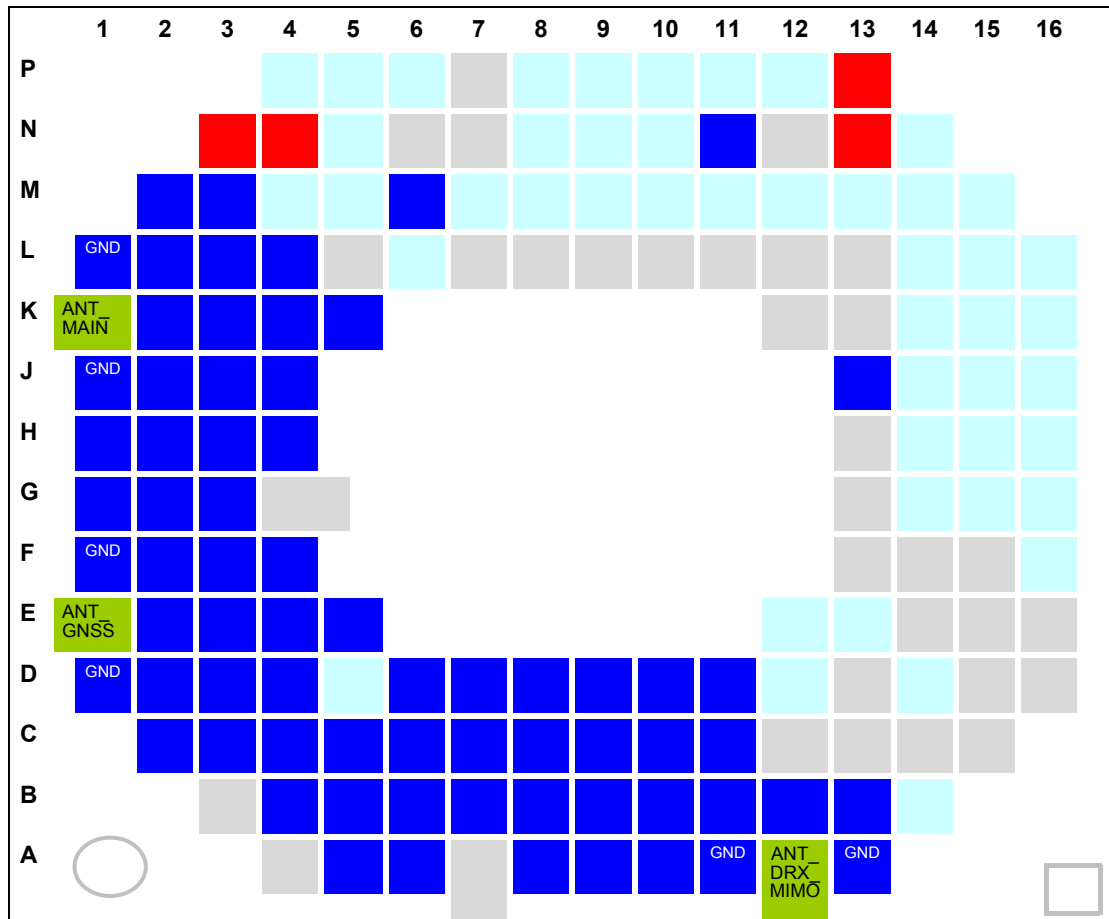 1 2 3 4 5 6 7 8 9 10 11 12 13 14 15 16
P
N
M
L GND
K ANT_
MAIN
J GND
H
G
F GND
E ANT_
GNSS
D GND
C
B
A GND ANT_ GND
DRX_
MIMO